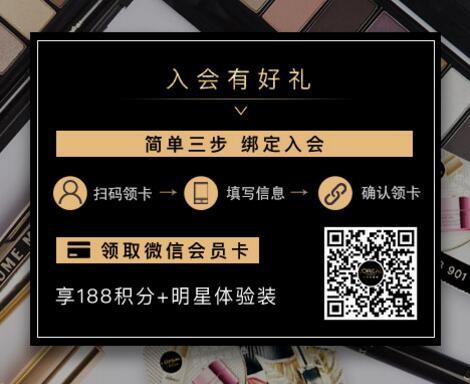 入会有好礼
简单三步 绑定入会
扫码领卡 → 填写信息 → 确认领卡
领取微信会员卡
享188积分+明星体验装
901